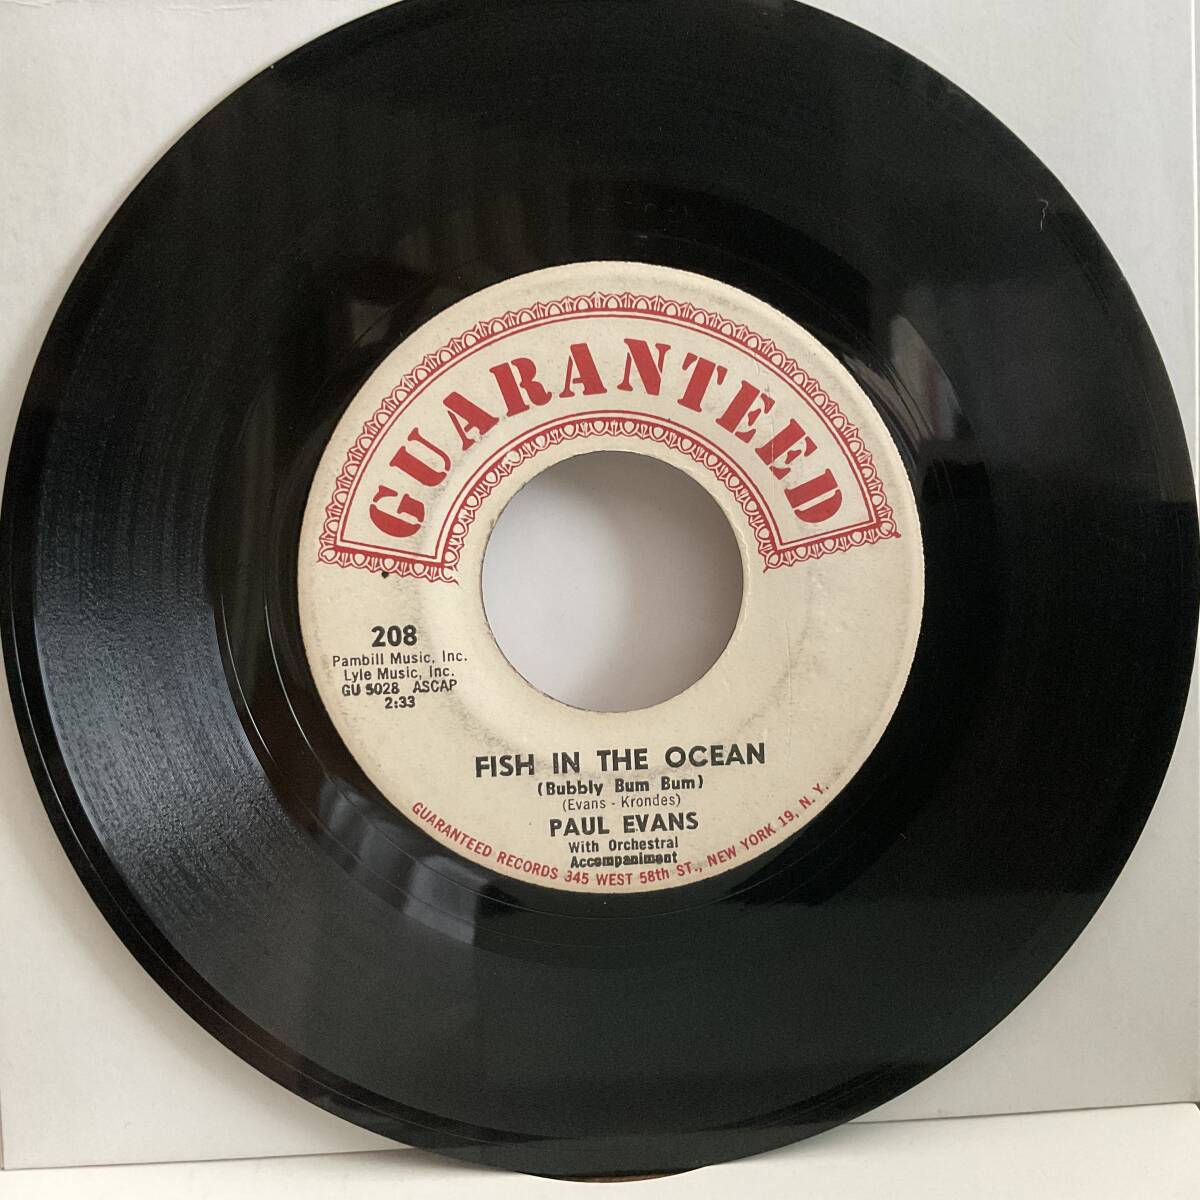 GUARANTEED
208
Pambill Music, Inc.
Lyle Music, Inc.
GU 5028 ASCAP
2:33
FISH IN THE OCEAN
(Bubbly Bum Bum)
(Evans - Krondes)
PAUL EVANS
With Orchestral
Accompaniment
GUARANTEED RECORDS 345 WEST 58th ST., NEW YORK 19, N. Y.